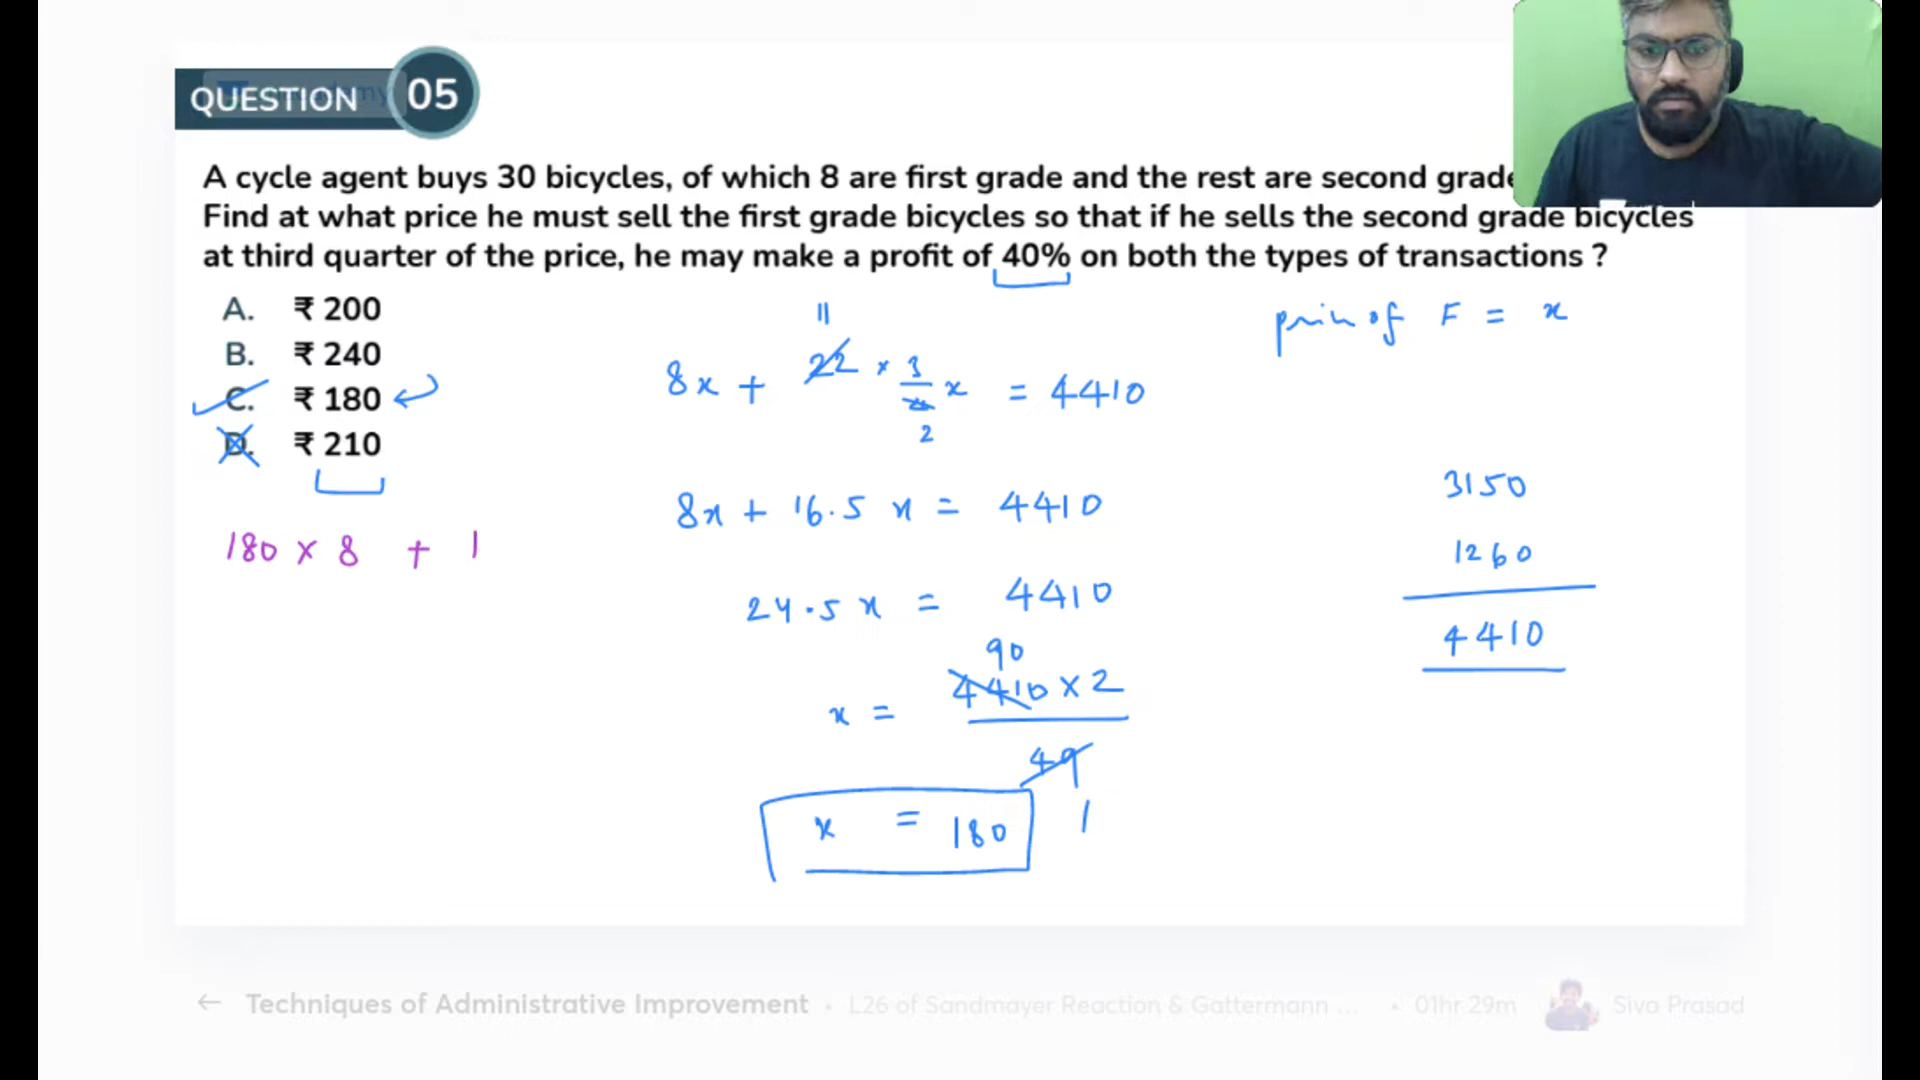 QUESTION 05
A cycle agent buys 30 bicycles, of which 8 are first grade and the rest are second grade
Find at what price he must sell the first grade bicycles so that if he sells the second grade bicycles
at third quarter of the price, he may make a profit of 40% on both the types of transactions ?
A. ₹ 200
B. ₹ 240
C. ₹ 180
D. ₹ 210
180 × 8 + 1
price of F = x
11
8x + 22 × 3/4 x = 4410
2
8x + 16.5 x = 4410
24.5 x = 4410
90
x = 4410 × 2
49
1
x = 180
3150
1260
4410
← Techniques of Administrative Improvement • L26 of Sandmayer Reaction & Gattermann ... • 01hr 29m Siva Prasad